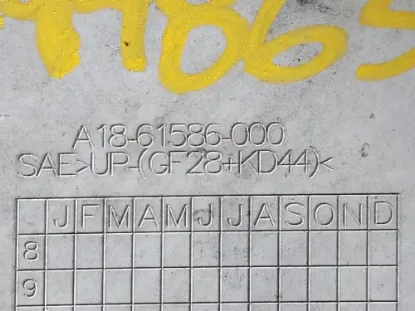 A18-61586-000
SAE>UP-(GF28+KD44)<
J F M A M J J A S O N D
8
9